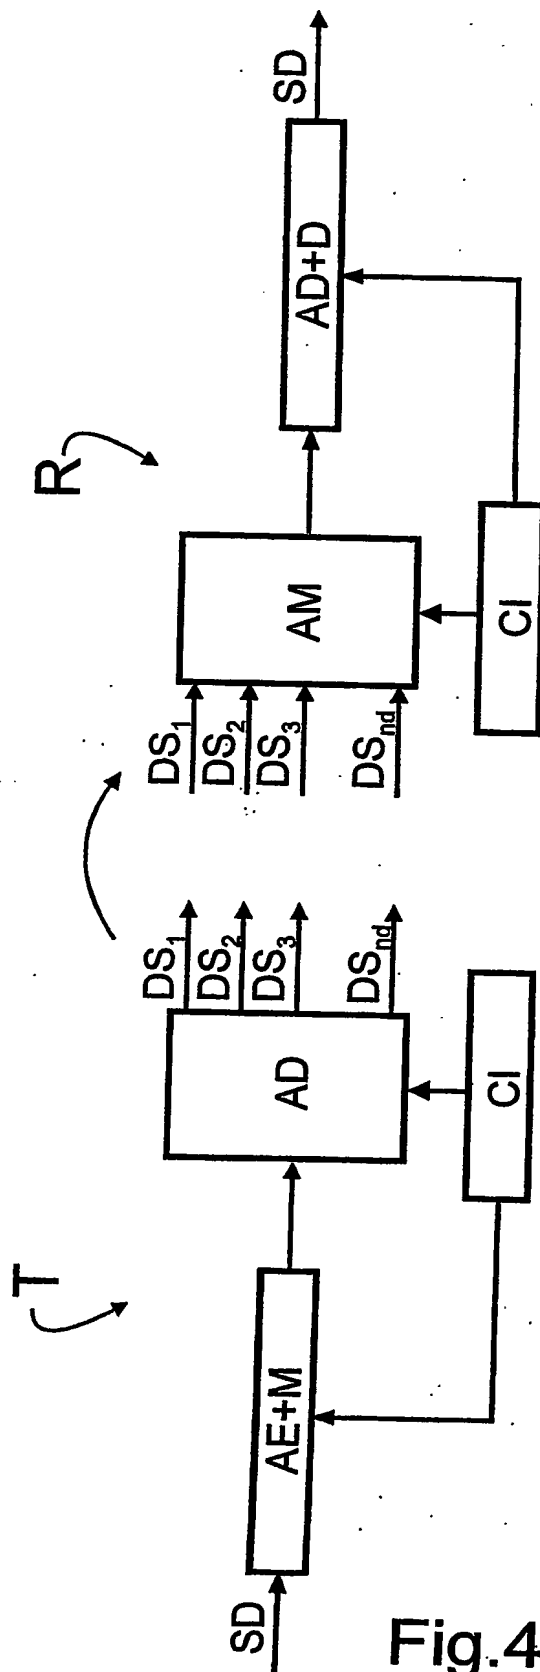 T
SD
AE+M
AD
CI
DS1
DS2
DS3
DSnd
R
DS1
DS2
DS3
DSnd
AM
CI
AD+D
SD
Fig.4